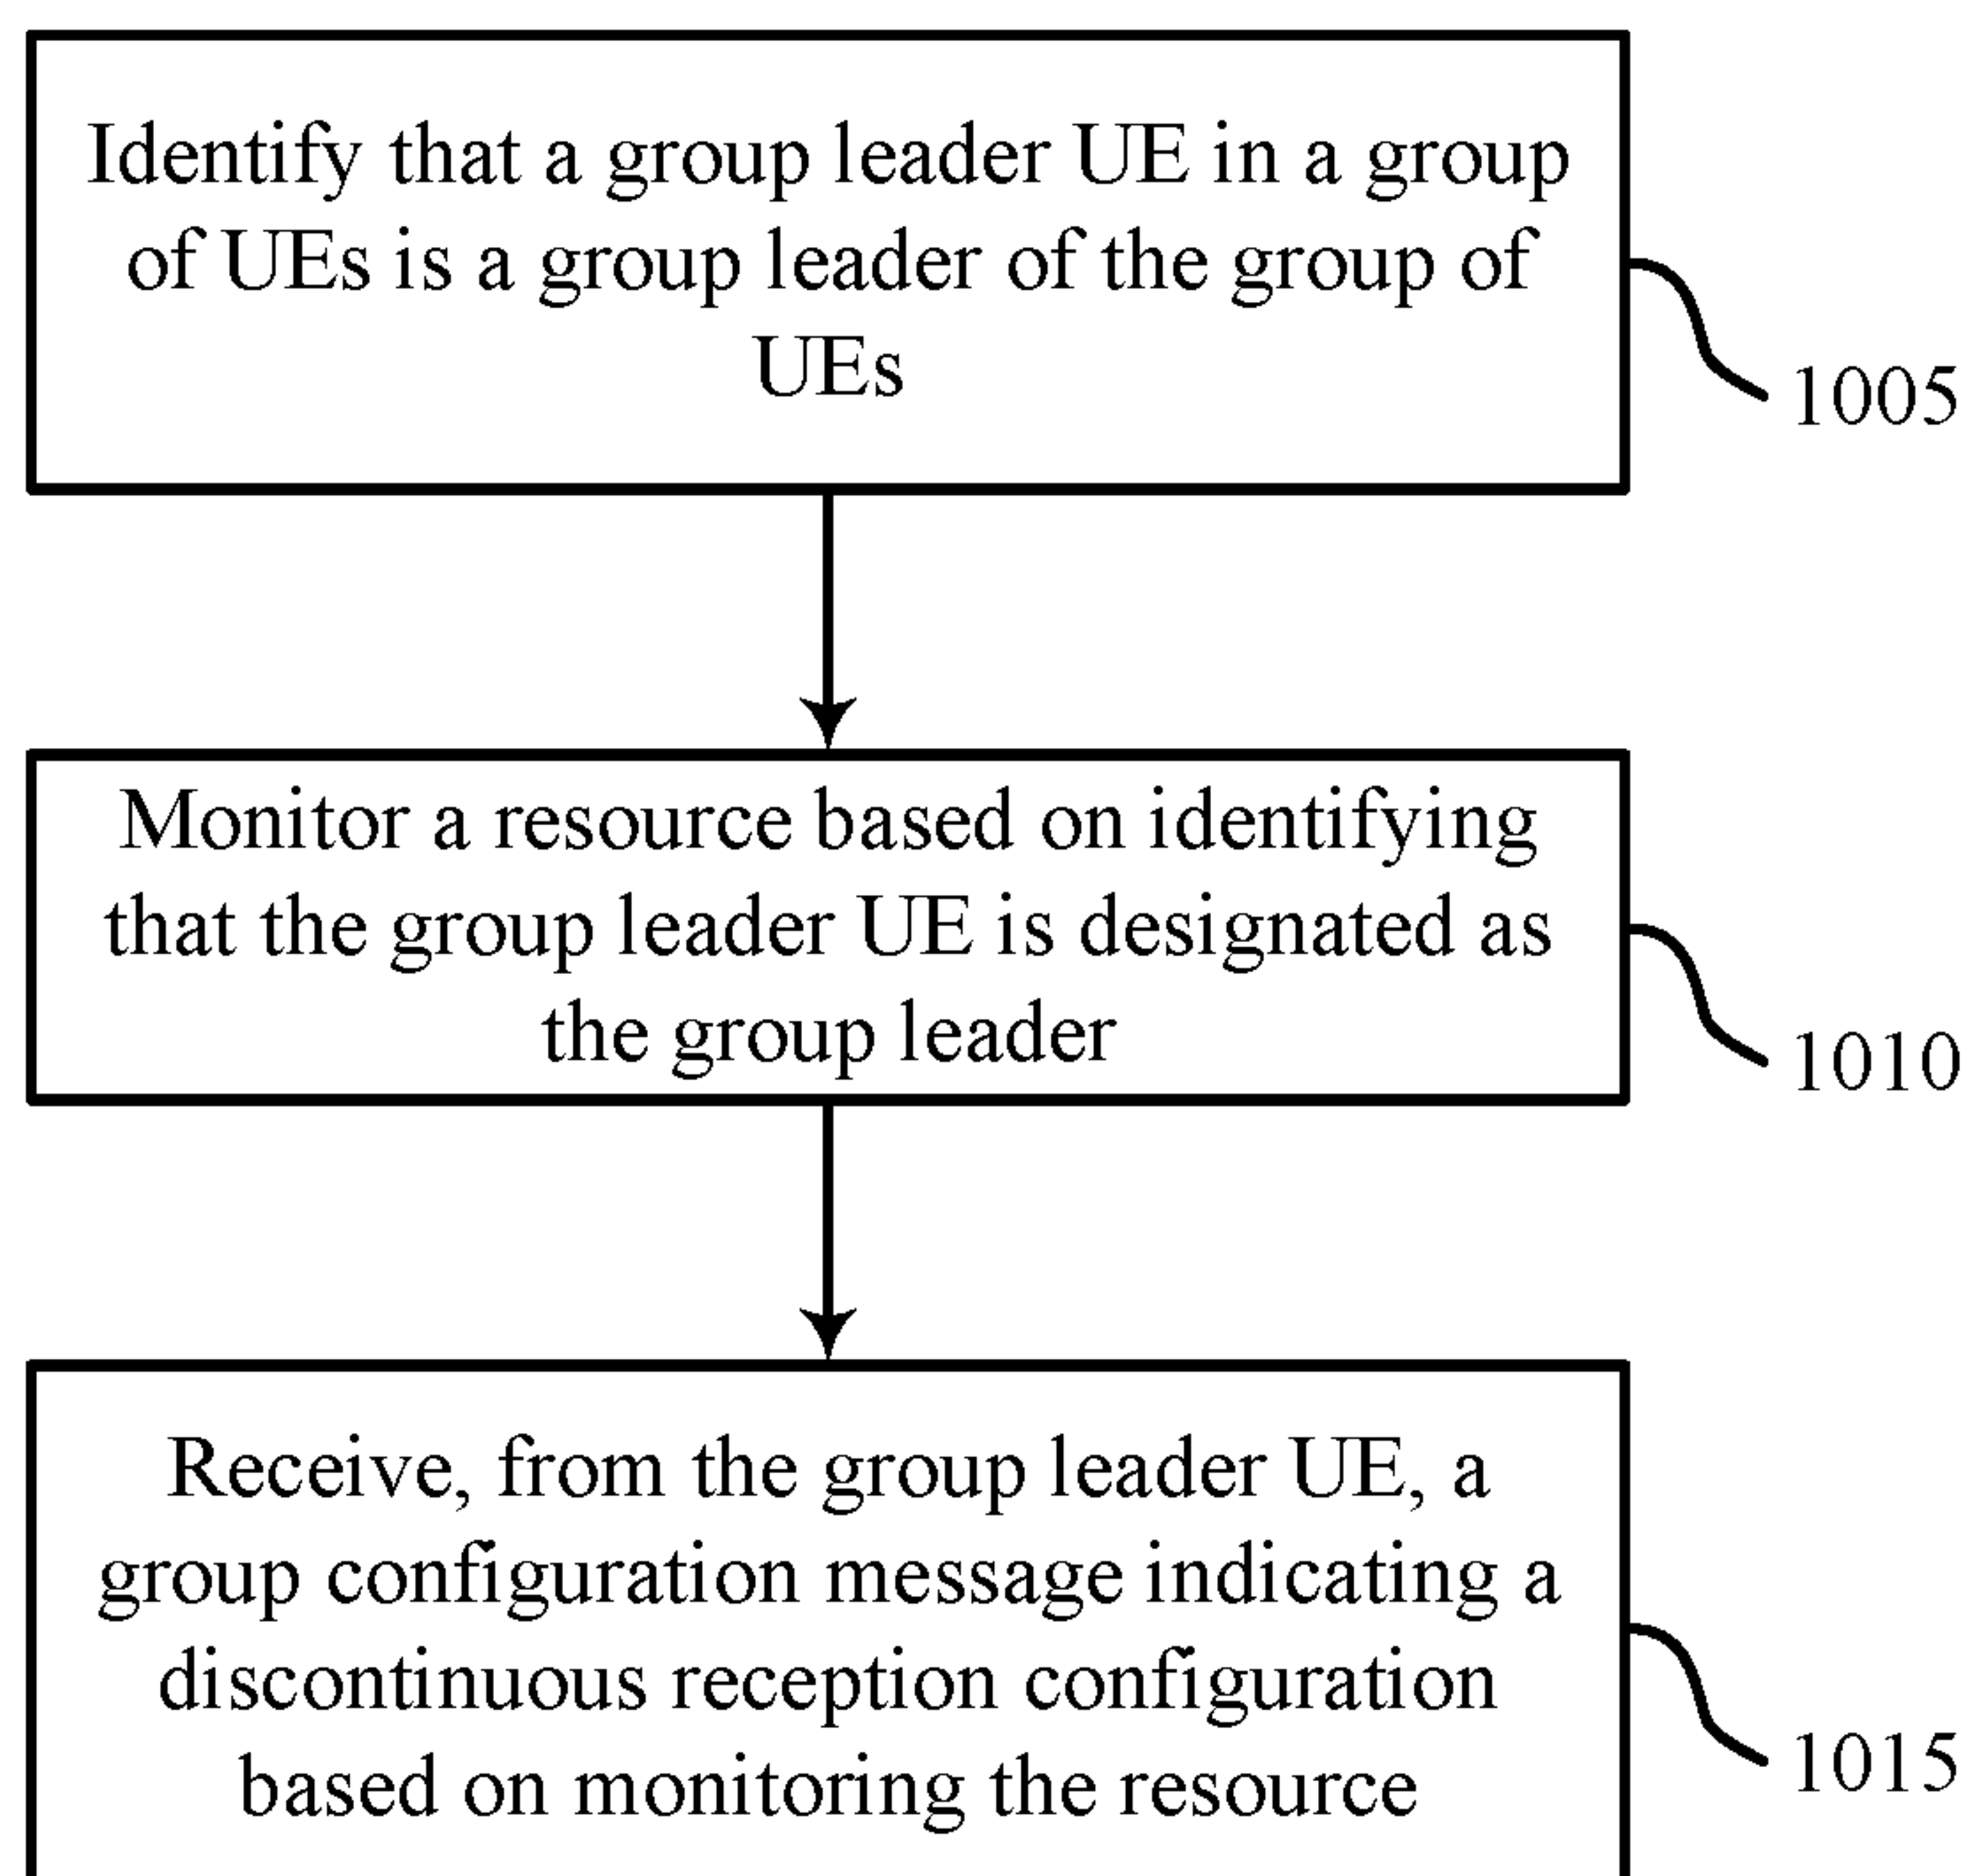 Identify that a group leader UE in a group
of UEs is a group leader of the group of
UEs
1005
Monitor a resource based on identifying
that the group leader UE is designated as
the group leader
1010
Receive, from the group leader UE, a
group configuration message indicating a
discontinuous reception configuration
based on monitoring the resource
1015